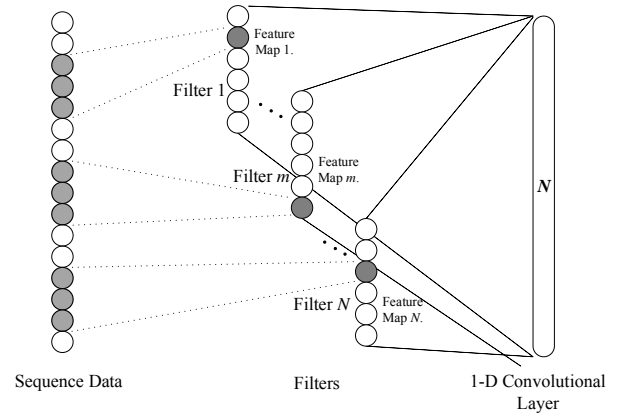 Feature
Map 1.
Filter 1
Feature
Map m.
Filter m
N
Filter N
Feature
Map N.
Sequence Data
Filters
1-D Convolutional
Layer